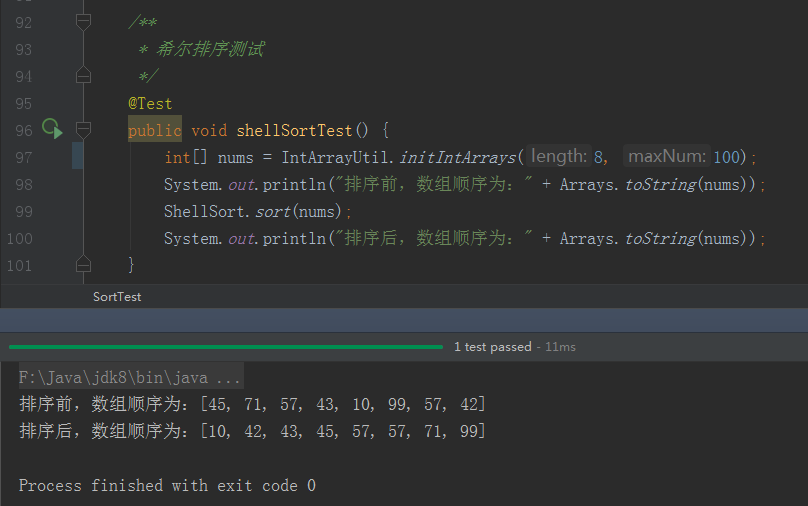 92 /**
93 * 希尔排序测试
94 */
95 @Test
96 public void shellSortTest() {
97 int[] nums = IntArrayUtil.initIntArrays( length: 8, maxNum: 100);
98 System.out.println("排序前，数组顺序为：" + Arrays.toString(nums));
99 ShellSort.sort(nums);
100 System.out.println("排序后，数组顺序为：" + Arrays.toString(nums));
101 }
SortTest
1 test passed - 11ms
F:\Java\jdk8\bin\java ...
排序前，数组顺序为：[45, 71, 57, 43, 10, 99, 57, 42]
排序后，数组顺序为：[10, 42, 43, 45, 57, 57, 71, 99]
Process finished with exit code 0